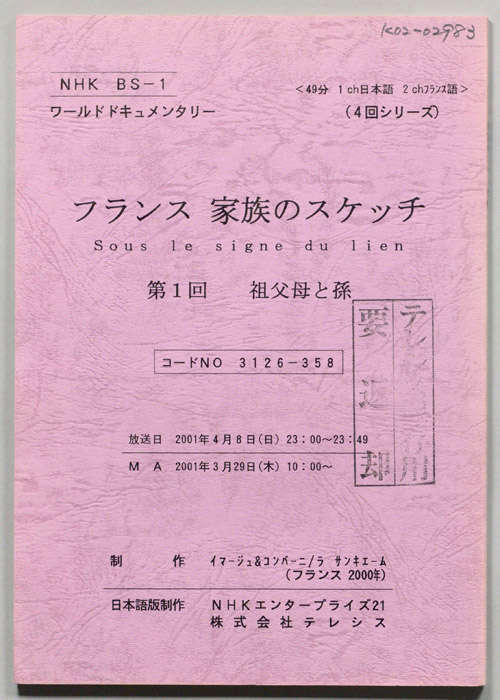 K02-02983
NHK BS-1
<49分 1ch日本語 2chフランス語>
ワールドドキュメンタリー
(4回シリーズ)
フランス 家族のスケッチ
Sous le signe du lien
第1回 祖父母と孫
コードNO 3126-358
要返却
放送日 2001年4月8日(日) 23:00~23:49
MA 2001年3月29日(木) 10:00~
制作 イマージュ&コンパーニ/ラ サンキエーム
(フランス 2000年)
日本語版制作 NHKエンタープライズ21
株式会社テレシス